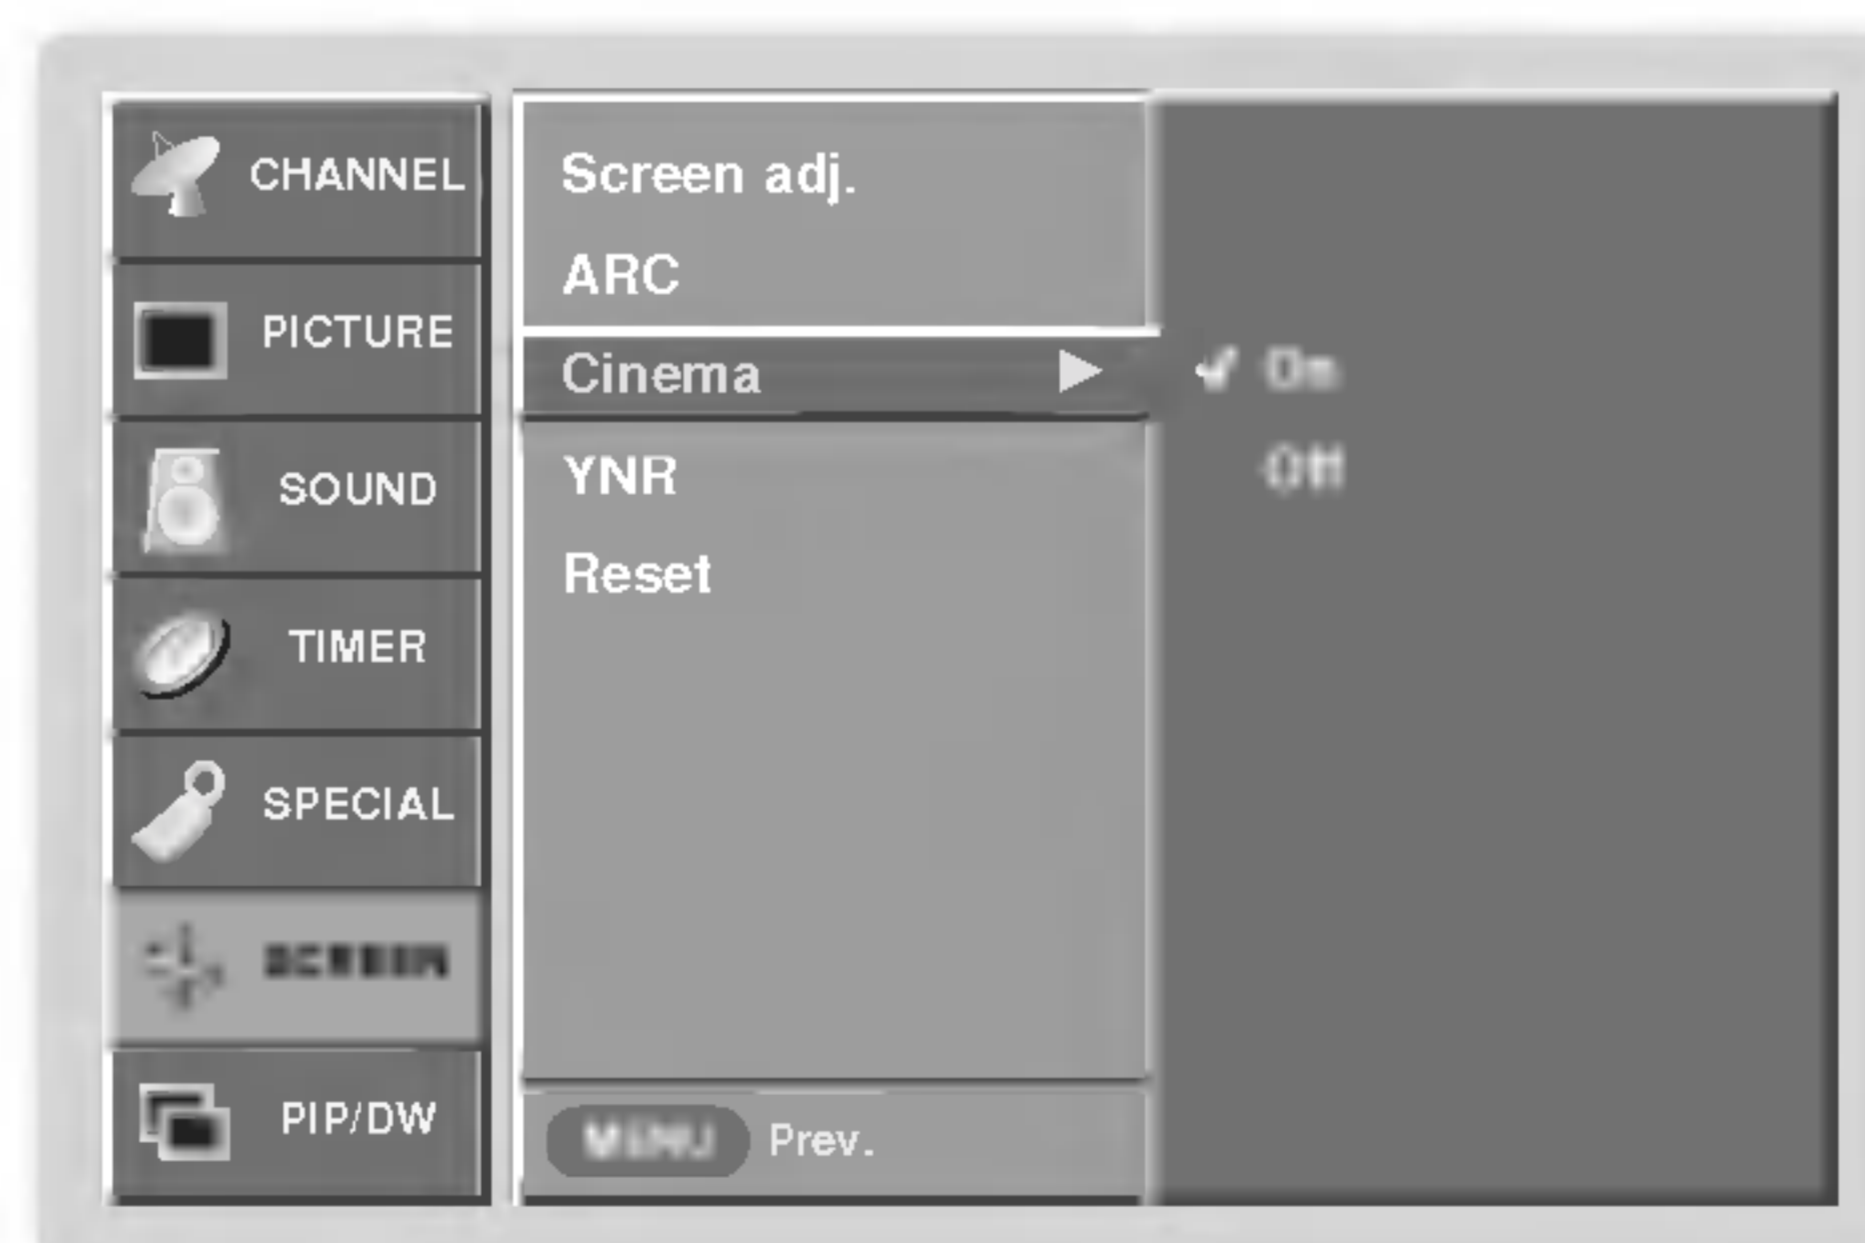 CHANNEL
PICTURE
SOUND
TIMER
SPECIAL
SCREEN
PIP/DW
Screen adj.
ARC
Cinema
YNR
Reset
MENU Prev.
On
Off